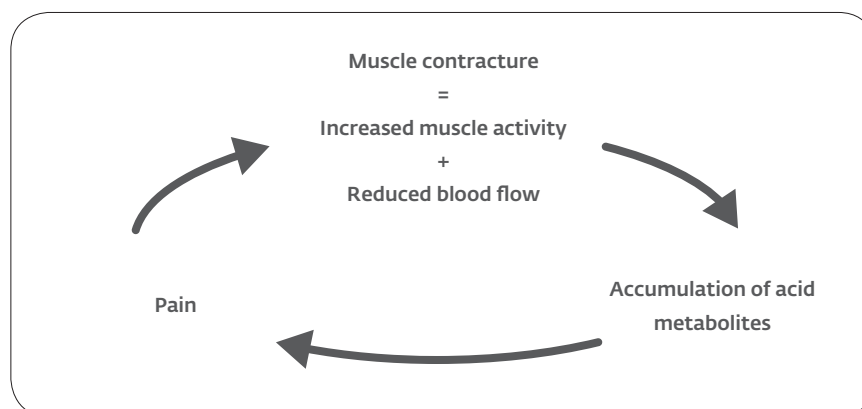 Muscle contracture
=
Increased muscle activity
+
Reduced blood flow
Accumulation of acid
metabolites
Pain